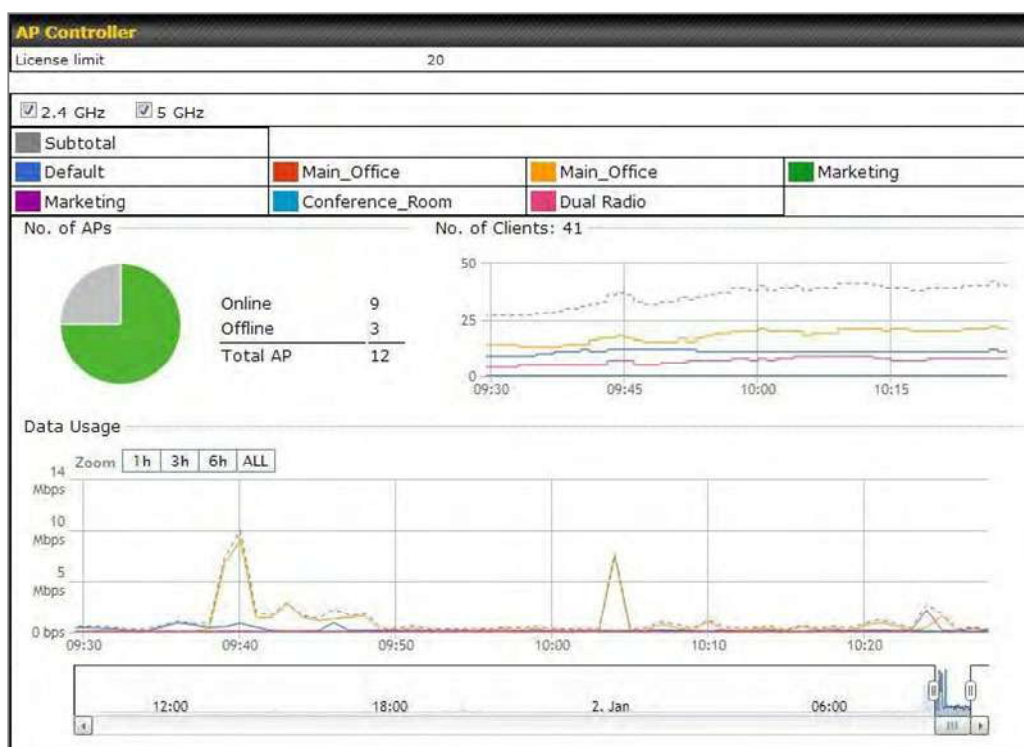 AP Controller
License limit 20
2.4 GHz 5 GHz
Subtotal
Default Main_Office Main_Office Marketing
Marketing Conference_Room Dual Radio
No. of APs No. of Clients: 41
50
25
0
09:30 09:45 10:00 10:15
Online 9
Offline 3
Total AP 12
Data Usage
Zoom 1h 3h 6h ALL
14
Mbps
10
Mbps
5
Mbps
0 bps
09:30 09:40 09:50 10:00 10:10 10:20
12:00 18:00 2. Jan 06:00